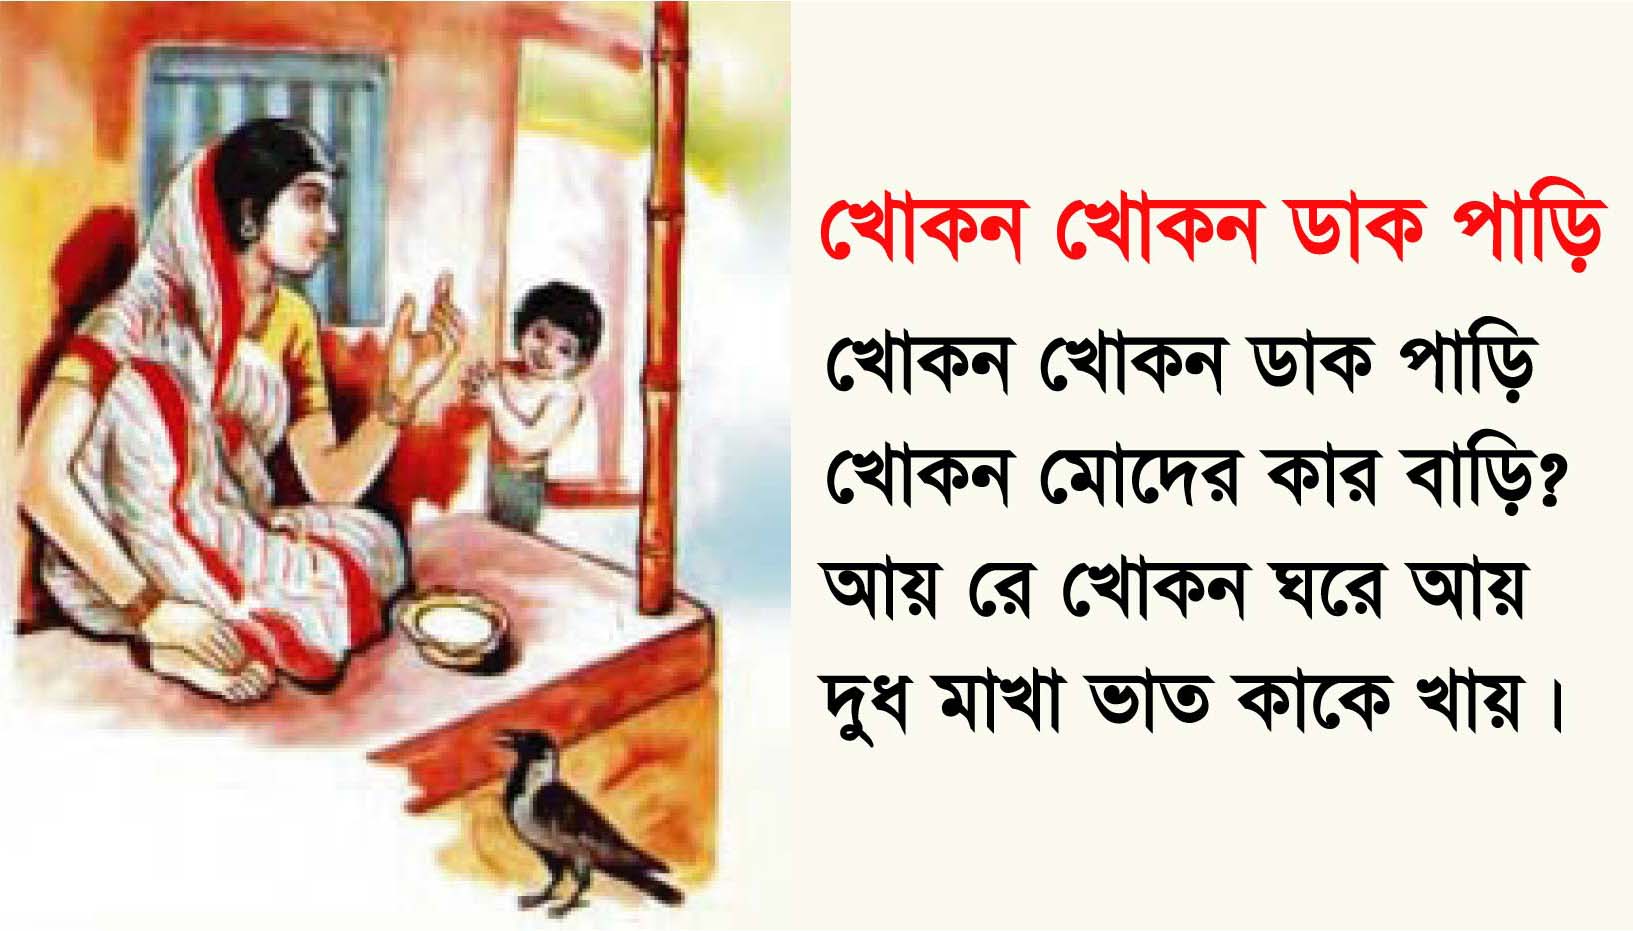 খোকন খোকন ডাক পাড়ি
খোকন খোকন ডাক পাড়ি
খোকন মোদের কার বাড়ি?
আয় রে খোকন ঘরে আয়
দুধ মাখা ভাত কাকে খায়।